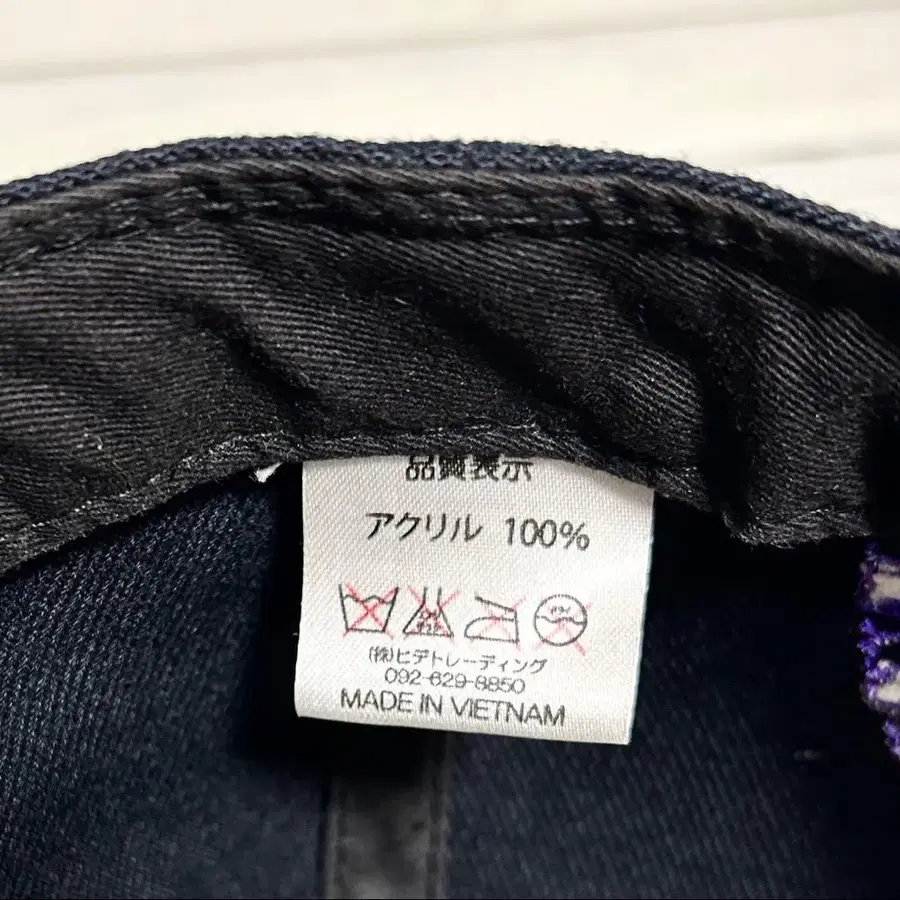 品質表示
アクリル 100%
(株)ヒデトレーディング
092-629-8850
MADE IN VIETNAM